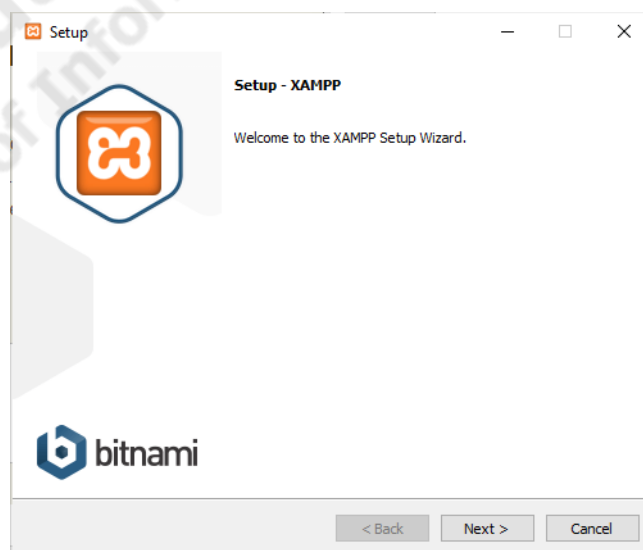 Setup
Setup - XAMPP
Welcome to the XAMPP Setup Wizard.
bitnami
< Back
Next >
Cancel